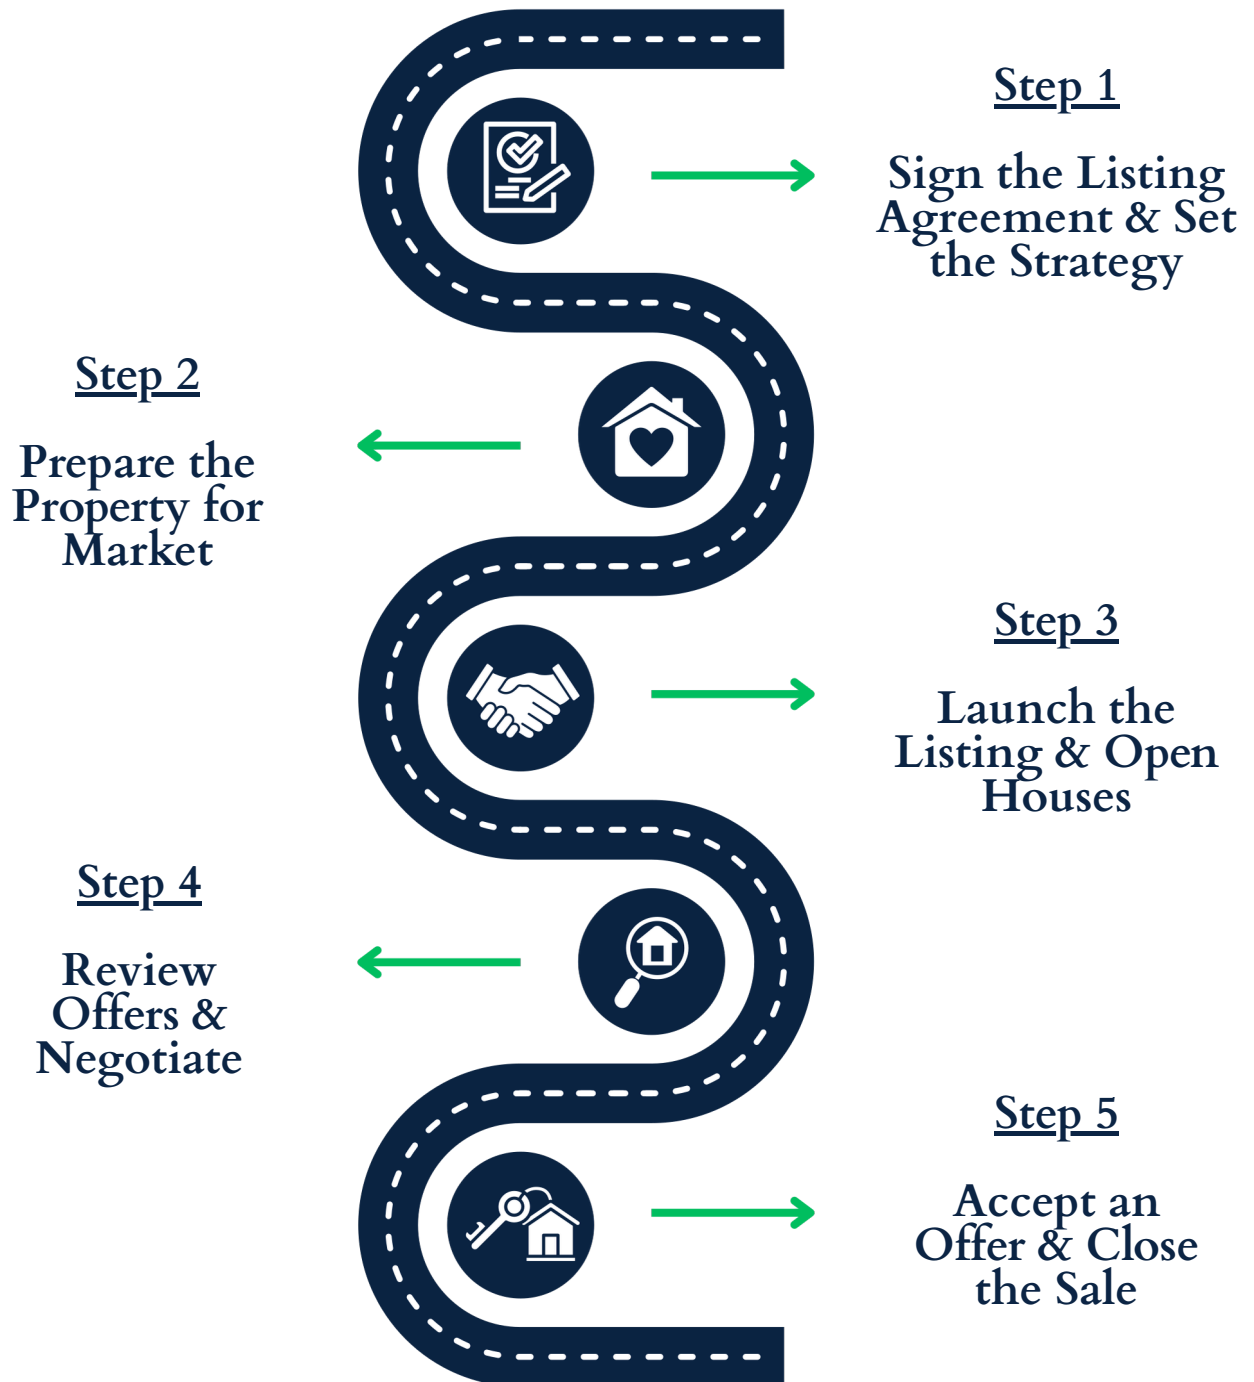 Step 1
Sign the Listing
Agreement & Set
the Strategy
Step 2
Prepare the
Property for
Market
Step 3
Launch the
Listing & Open
Houses
Step 4
Review
Offers &
Negotiate
Step 5
Accept an
Offer & Close
the Sale